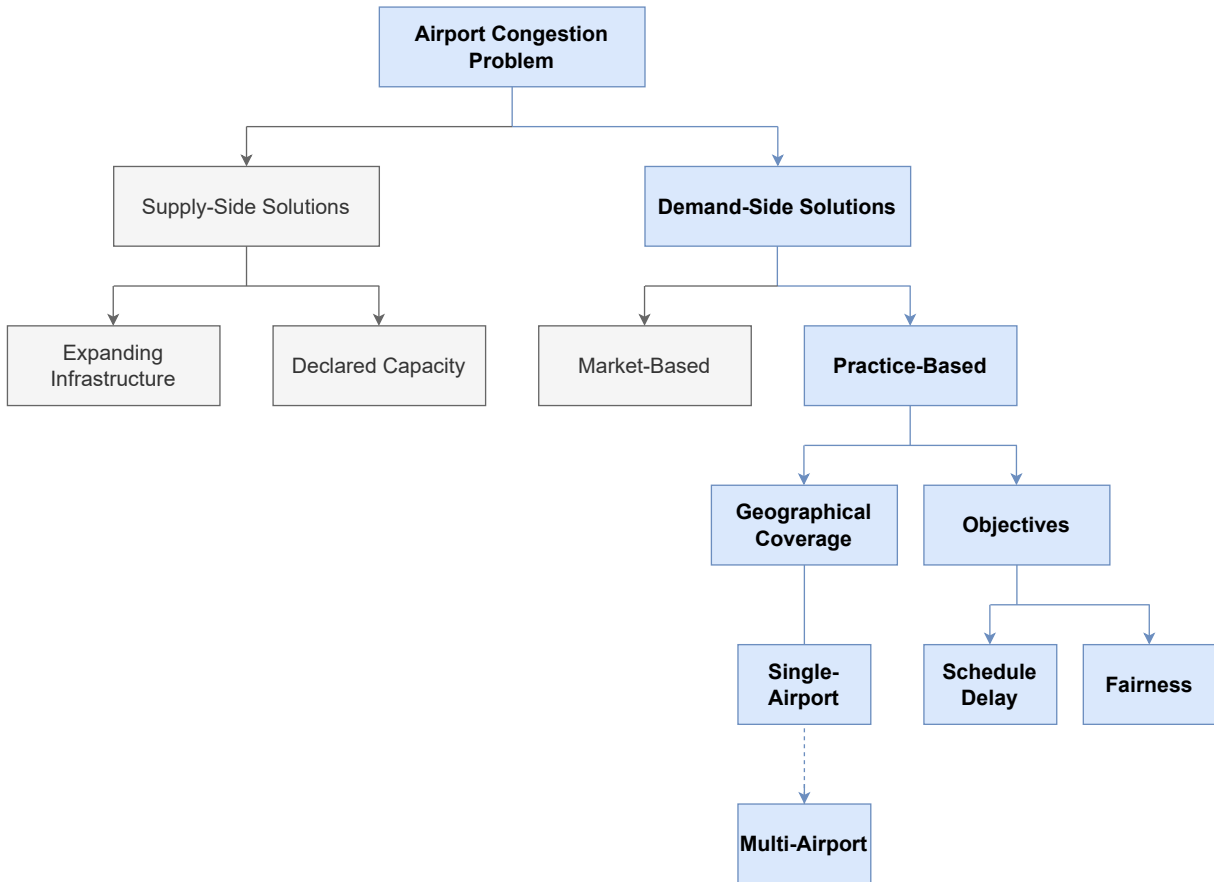 Airport Congestion
Problem
Supply-Side Solutions
Demand-Side Solutions
Expanding
Infrastructure
Declared Capacity
Market-Based
Practice-Based
Geographical
Coverage
Objectives
Single-
Airport
Schedule
Delay
Fairness
Multi-Airport